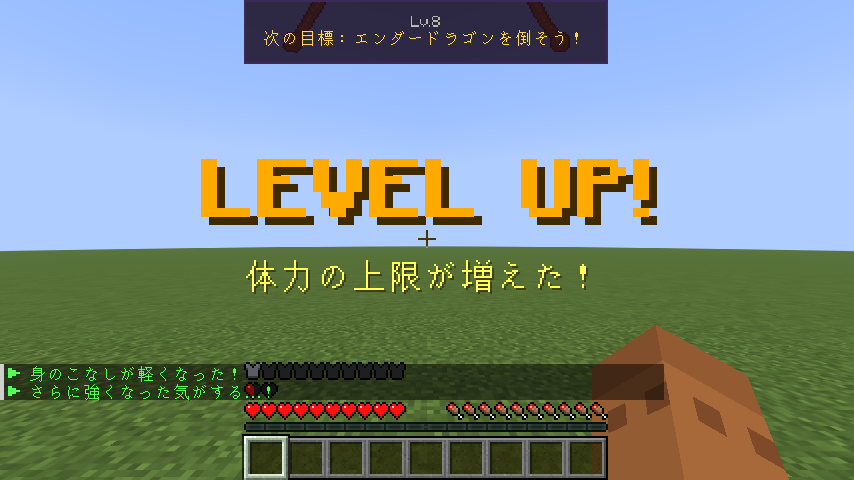 Lv.8
次の目標：エンダードラゴンを倒そう！
LEVEL UP!
体力の上限が増えた！
▶ 身のこなしが軽くなった！
▶ さらに強くなった気がする...！